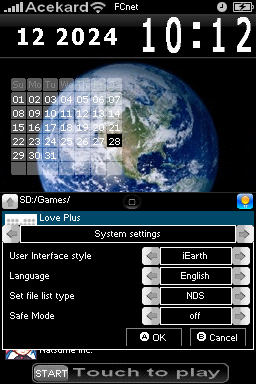 Acekard FCnet
12 2024 10:12
Su Mo Tu We Th Fr Sa
01 02 03 04 05 06 07
08 09 10 11 12 13 14
15 16 17 18 19 20 21
22 23 24 25 26 27 28
29 30 31
SD:/Games/
Love Plus
System settings
User Interface style iEarth
Language English
Set file list type NDS
Safe Mode off
A OK B Cancel
Natsume Inc.
START Touch to play